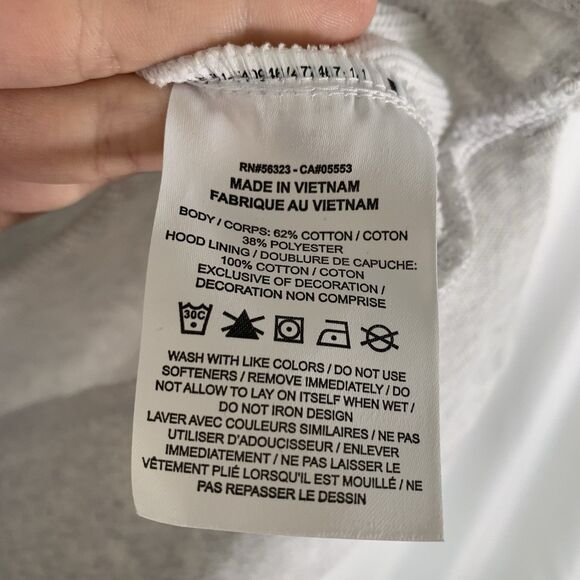 RN#56323 - CA#05553
MADE IN VIETNAM
FABRIQUE AU VIETNAM
BODY / CORPS: 62% COTTON / COTON
38% POLYESTER
HOOD LINING / DOUBLURE DE CAPUCHE:
100% COTTON / COTON
EXCLUSIVE OF DECORATION /
DECORATION NON COMPRISE
30C
WASH WITH LIKE COLORS / DO NOT USE
SOFTENERS / REMOVE IMMEDIATELY / DO
NOT ALLOW TO LAY ON ITSELF WHEN WET /
DO NOT IRON DESIGN
LAVER AVEC COULEURS SIMILAIRES / NE PAS
UTILISER D'ADOUCISSEUR / ENLEVER
IMMÉDIATEMENT / NE PAS LAISSER LE
VÊTEMENT PLIÉ LORSQU'IL EST MOUILLÉ / NE
PAS REPASSER LE DESSIN